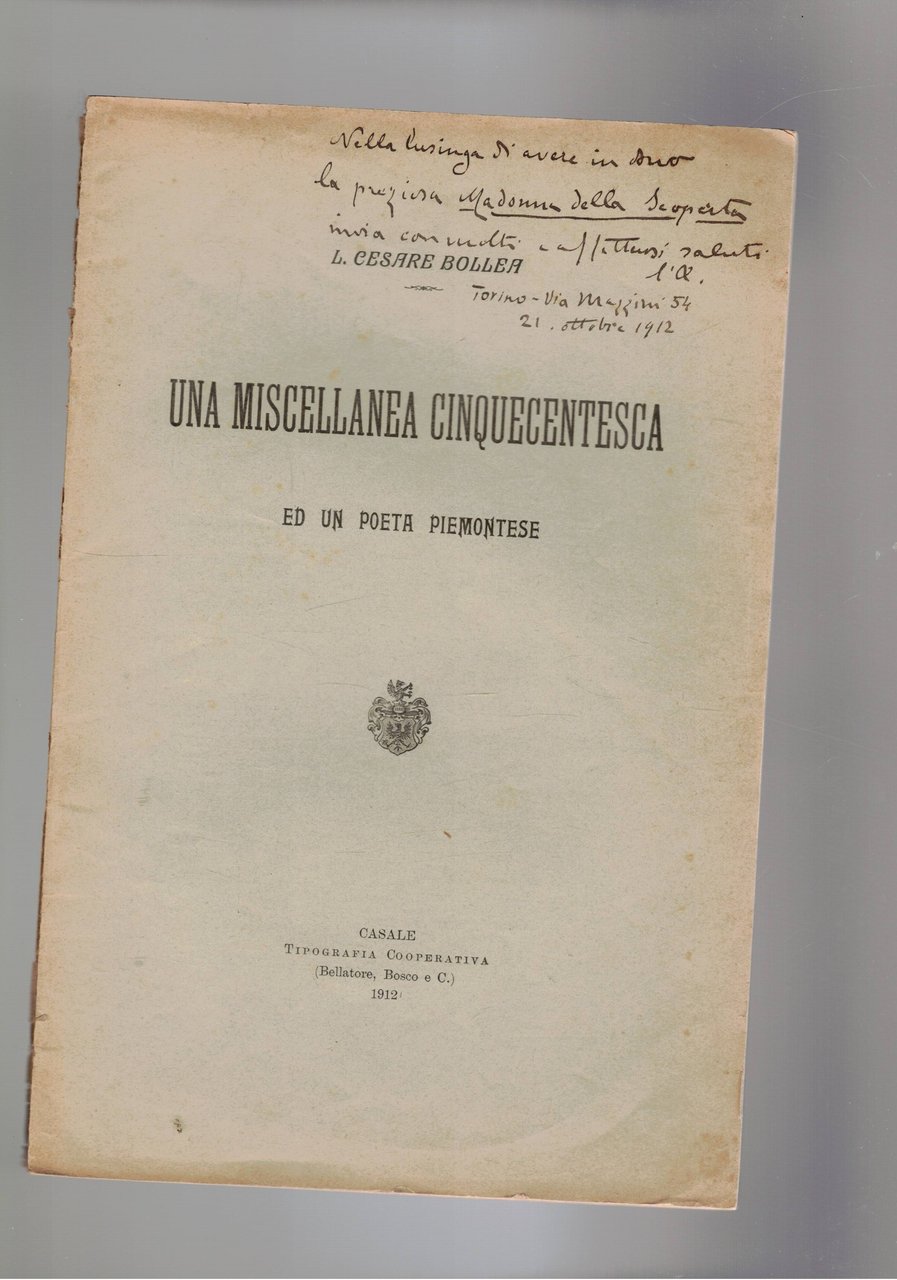 Nella lusinga di avere in dono
la preziosa Madonna della Scoperta
invia con molti e affettuosi saluti
l'A.
L. CESARE BOLLEA
Torino - Via Mazzini 54
21. ottobre 1912
UNA MISCELLANEA CINQUECENTESCA
ED UN POETA PIEMONTESE
CASALE
TIPOGRAFIA COOPERATIVA
(Bellatore, Bosco e C.)
1912